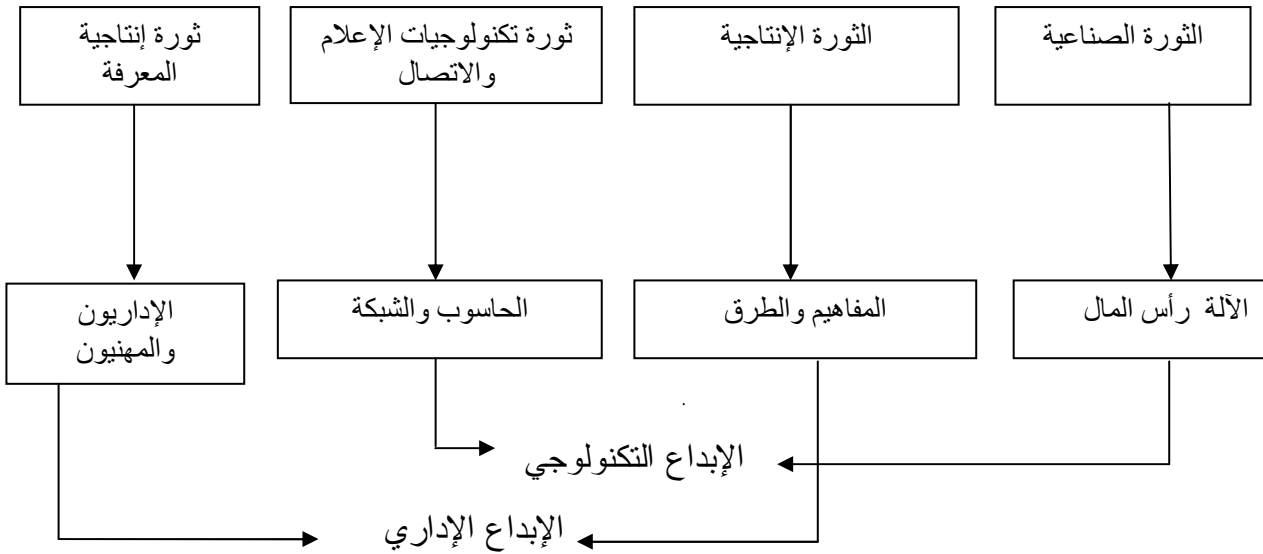 الثورة الصناعية
الثورة الإنتاجية
ثورة تكنولوجيات الإعلام
والاتصال
ثورة إنتاجية
المعرفة
الآلة رأس المال
المفاهيم والطرق
الحاسوب والشبكة
الإداريون
والمهنيون
الإبداع التكنولوجي
الإبداع الإداري